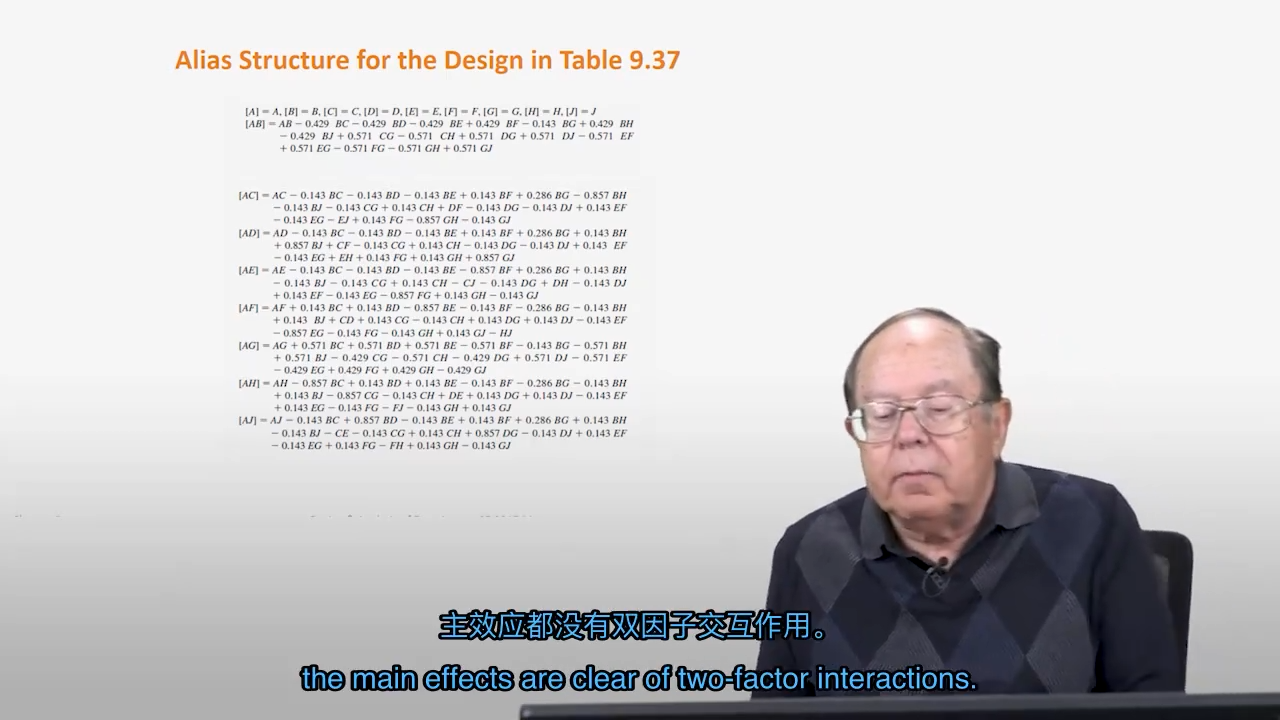 Alias Structure for the Design in Table 9.37
[A] = A, [B] = B, [C] = C, [D] = D, [E] = E, [F] = F, [G] = G, [H] = H, [J] = J
[AB] = AB − 0.429 BC − 0.429 BD − 0.429 BE + 0.429 BF − 0.143 BG + 0.429 BH
− 0.429 BJ + 0.571 CG − 0.571 CH + 0.571 DG + 0.571 DJ − 0.571 EF
+ 0.571 EG − 0.571 FG − 0.571 GH + 0.571 GJ
[AC] = AC − 0.143 BC − 0.143 BD − 0.143 BE + 0.143 BF + 0.286 BG − 0.857 BH
− 0.143 BJ − 0.143 CG + 0.143 CH + DF − 0.143 DG − 0.143 DJ + 0.143 EF
− 0.143 EG − EJ + 0.143 FG − 0.857 GH − 0.143 GJ
[AD] = AD − 0.143 BC − 0.143 BD − 0.143 BE + 0.143 BF + 0.286 BG + 0.143 BH
+ 0.857 BJ + CF − 0.143 CG + 0.143 CH − 0.143 DG − 0.143 DJ + 0.143 EF
− 0.143 EG + EH + 0.143 FG + 0.143 GH + 0.857 GJ
[AE] = AE − 0.143 BC − 0.143 BD − 0.143 BE − 0.857 BF + 0.286 BG + 0.143 BH
− 0.143 BJ − 0.143 CG + 0.143 CH − CJ − 0.143 DG + DH − 0.143 DJ
+ 0.143 EF − 0.143 EG − 0.857 FG + 0.143 GH − 0.143 GJ
[AF] = AF + 0.143 BC + 0.143 BD − 0.857 BE − 0.143 BF − 0.286 BG − 0.143 BH
+ 0.143 BJ + CD + 0.143 CG − 0.143 CH + 0.143 DG + 0.143 DJ − 0.143 EF
− 0.857 EG − 0.143 FG − 0.143 GH + 0.143 GJ − HJ
[AG] = AG + 0.571 BC + 0.571 BD + 0.571 BE − 0.571 BF − 0.143 BG − 0.571 BH
+ 0.571 BJ − 0.429 CG − 0.571 CH − 0.429 DG + 0.571 DJ − 0.571 EF
− 0.429 EG + 0.429 FG + 0.429 GH − 0.429 GJ
[AH] = AH − 0.857 BC + 0.143 BD + 0.143 BE − 0.143 BF − 0.286 BG − 0.143 BH
+ 0.143 BJ − 0.857 CG − 0.143 CH + DE + 0.143 DG + 0.143 DJ − 0.143 EF
+ 0.143 EG − 0.143 FG − FJ − 0.143 GH + 0.143 GJ
[AJ] = AJ − 0.143 BC + 0.857 BD − 0.143 BE + 0.143 BF + 0.286 BG + 0.143 BH
− 0.143 BJ − CE − 0.143 CG + 0.143 CH + 0.857 DG − 0.143 DJ + 0.143 EF
− 0.143 EG + 0.143 FG − FH + 0.143 GH − 0.143 GJ
主效应都没有双因子交互作用。
the main effects are clear of two-factor interactions.